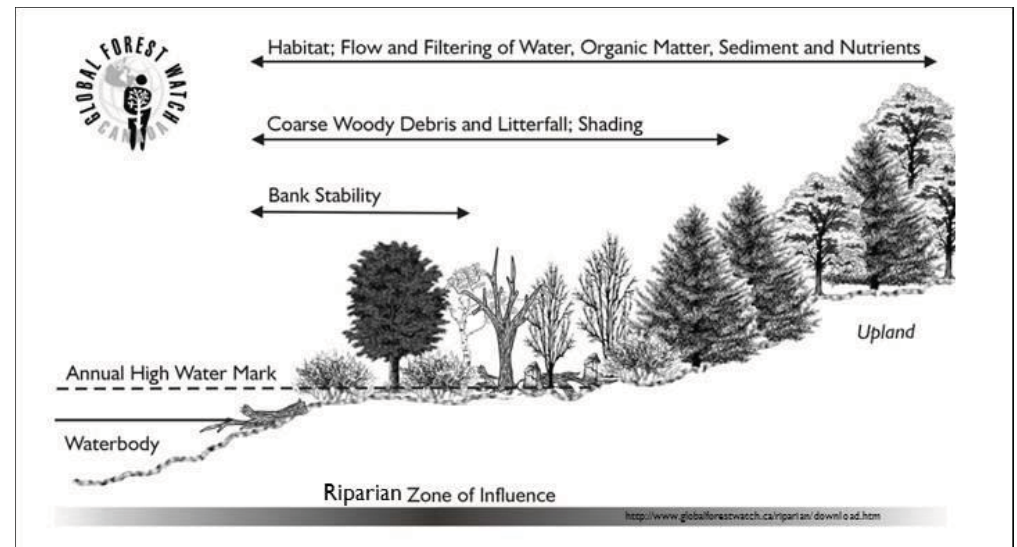 GLOBAL FOREST WATCH
CANADA
Habitat; Flow and Filtering of Water, Organic Matter, Sediment and Nutrients
Coarse Woody Debris and Litterfall; Shading
Bank Stability
Upland
Annual High Water Mark
Waterbody
Riparian Zone of Influence
http://www.globalforestwatch.ca/riparian/download.htm